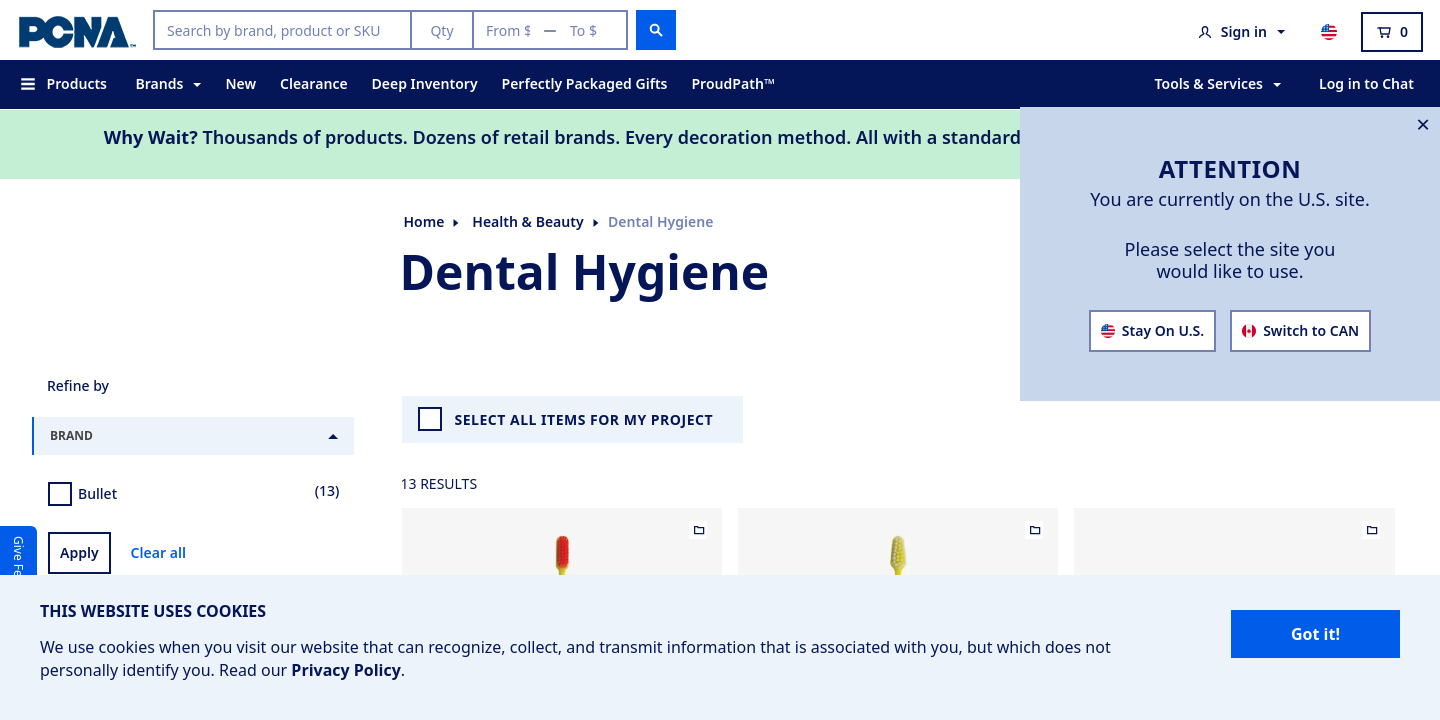 PCNA
Search by brand, product or SKU
Qty
From $ — To $
Sign in
0
Products
Brands
New
Clearance
Deep Inventory
Perfectly Packaged Gifts
ProudPath™
Tools & Services
Log in to Chat
Why Wait? Thousands of products. Dozens of retail brands. Every decoration method. All with a standard
ATTENTION
You are currently on the U.S. site.
Please select the site you
would like to use.
Stay On U.S.
Switch to CAN
Home
Health & Beauty
Dental Hygiene
Dental Hygiene
Refine by
BRAND
Bullet
(13)
Apply
Clear all
SELECT ALL ITEMS FOR MY PROJECT
13 RESULTS
Give
THIS WEBSITE USES COOKIES
We use cookies when you visit our website that can recognize, collect, and transmit information that is associated with you, but which does not
personally identify you. Read our Privacy Policy.
Got it!